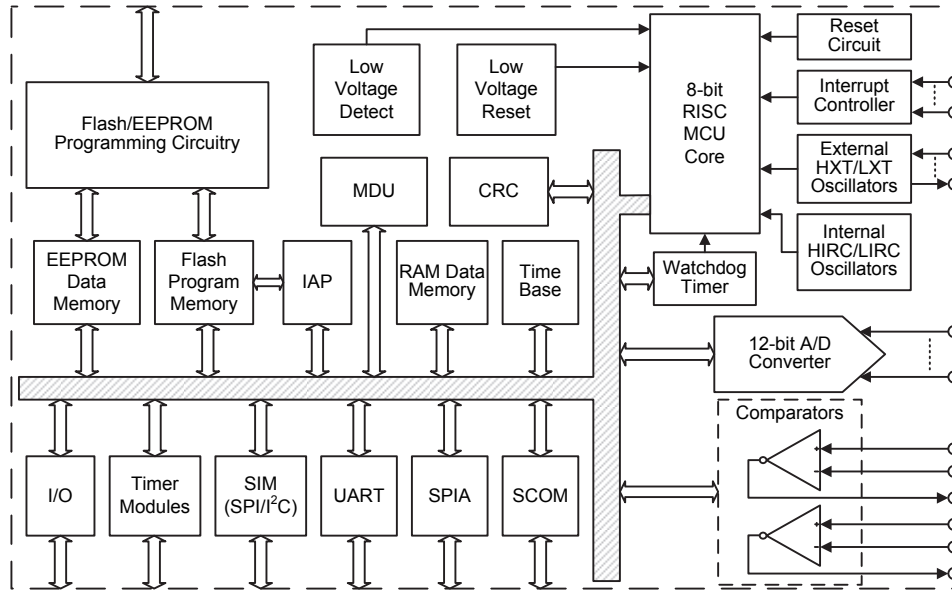 Flash/EEPROM
Programming Circuitry
Low
Voltage
Detect
Low
Voltage
Reset
8-bit
RISC
MCU
Core
Reset
Circuit
Interrupt
Controller
External
HXT/LXT
Oscillators
Internal
HIRC/LIRC
Oscillators
MDU
CRC
EEPROM
Data
Memory
Flash
Program
Memory
IAP
RAM Data
Memory
Time
Base
Watchdog
Timer
12-bit A/D
Converter
Comparators
+
-
+
-
I/O
Timer
Modules
SIM
(SPI/I²C)
UART
SPIA
SCOM